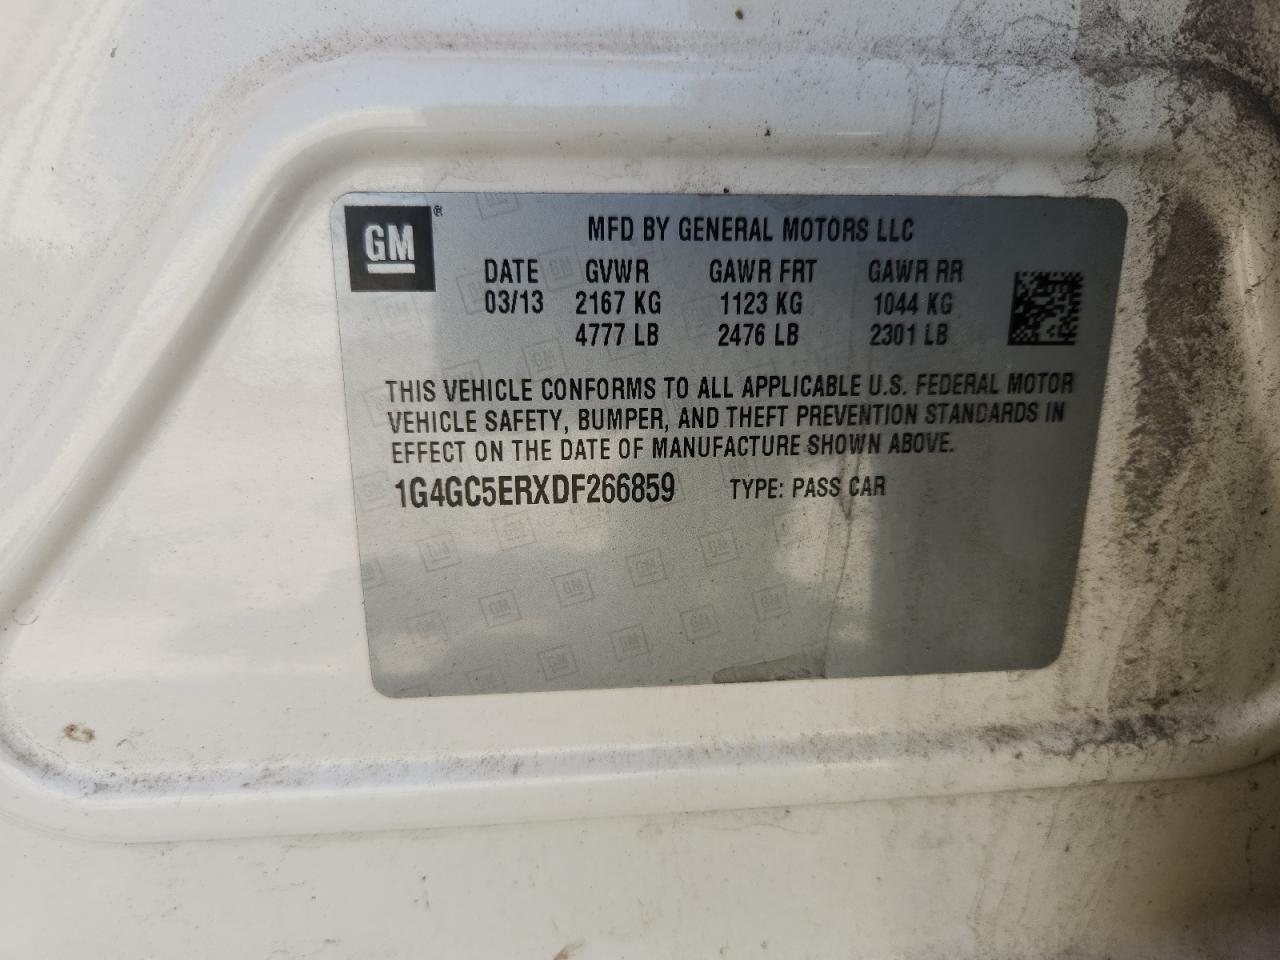 GM ®
MFD BY GENERAL MOTORS LLC
DATE GVWR GAWR FRT GAWR RR
03/13 2167 KG 1123 KG 1044 KG
4777 LB 2476 LB 2301 LB
THIS VEHICLE CONFORMS TO ALL APPLICABLE U.S. FEDERAL MOTOR
VEHICLE SAFETY, BUMPER, AND THEFT PREVENTION STANDARDS IN
EFFECT ON THE DATE OF MANUFACTURE SHOWN ABOVE.
1G4GC5ERXDF266859 TYPE: PASS CAR